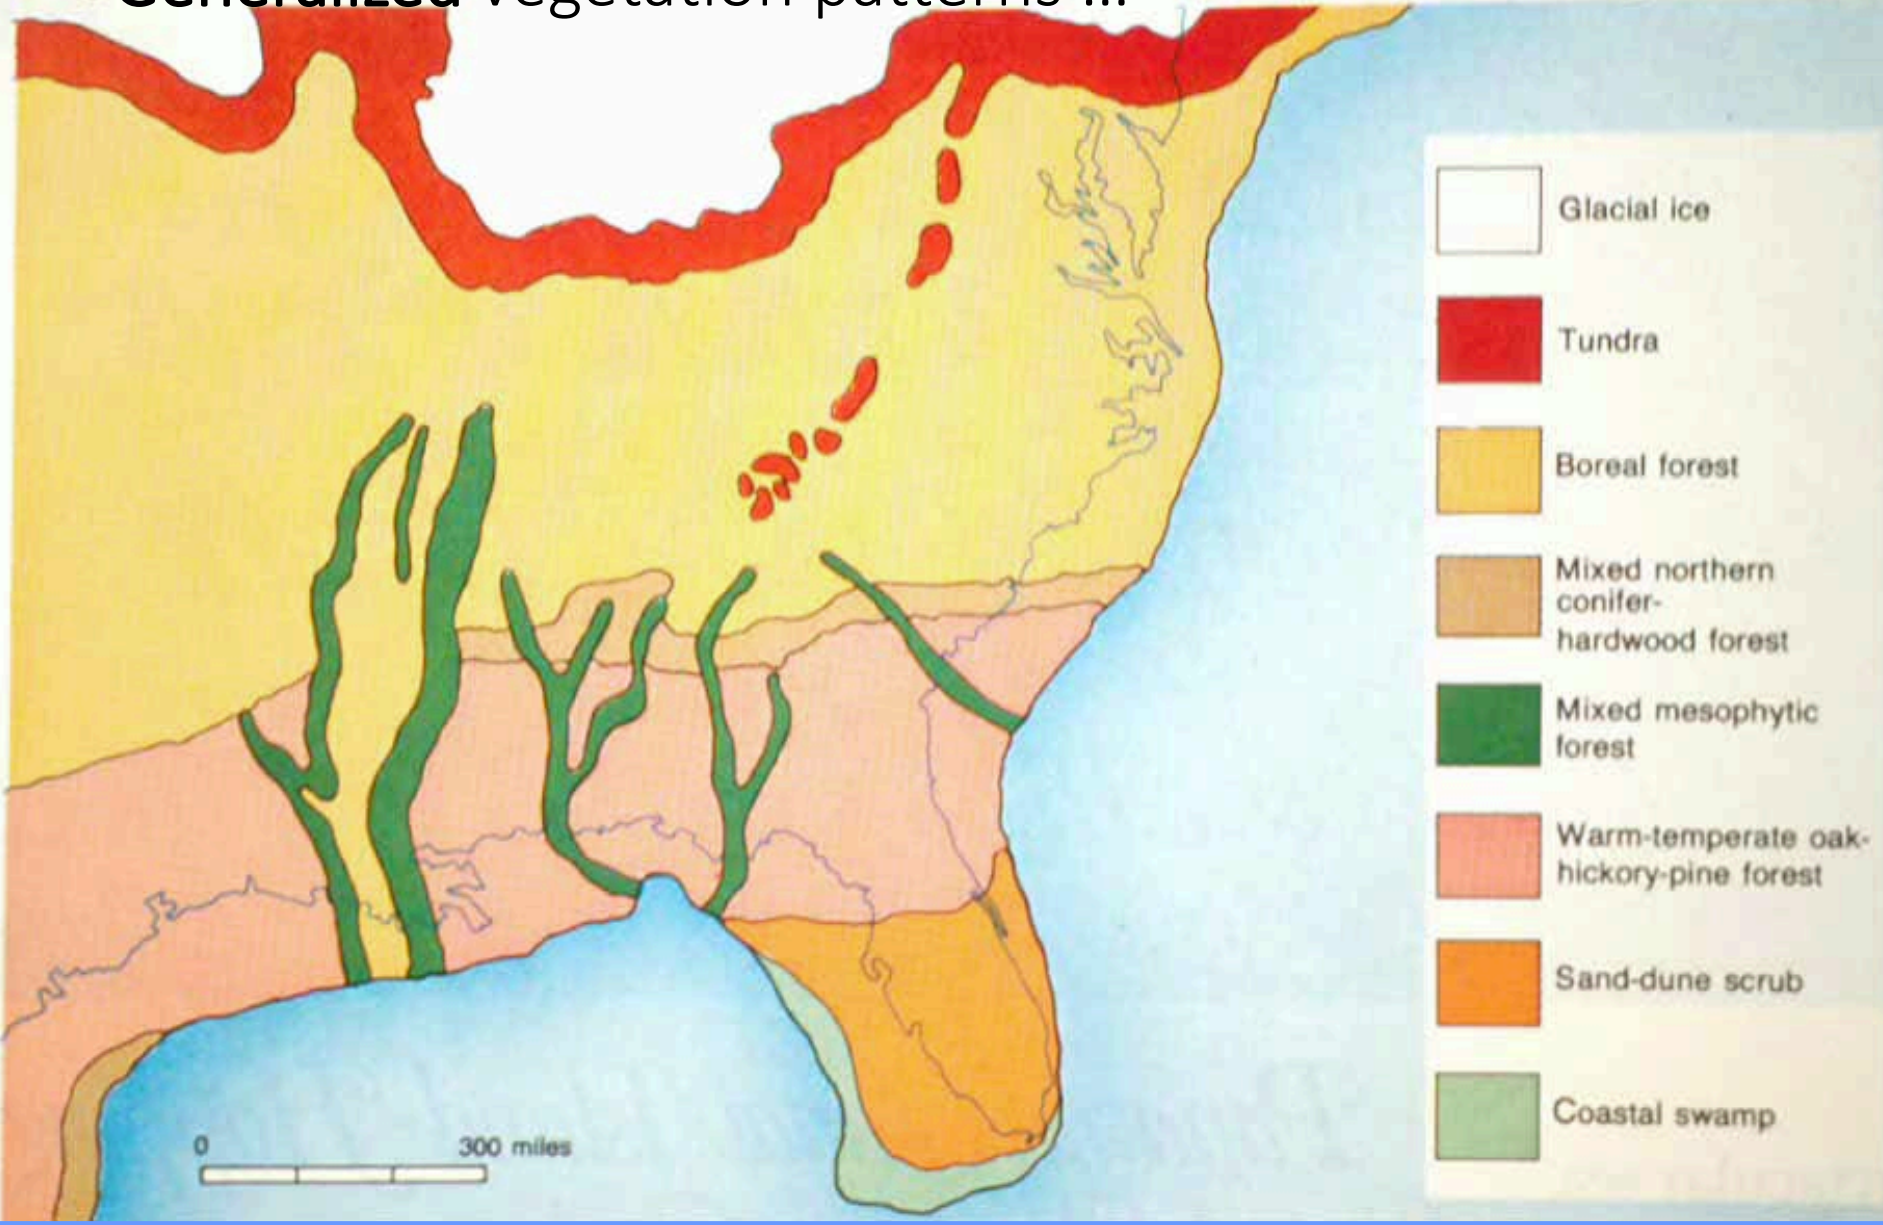 Generalized vegetation patterns ...
Glacial ice
Tundra
Boreal forest
Mixed northern
conifer-
hardwood forest
Mixed mesophytic
forest
Warm-temperate oak-
hickory-pine forest
Sand-dune scrub
Coastal swamp
0 300 miles